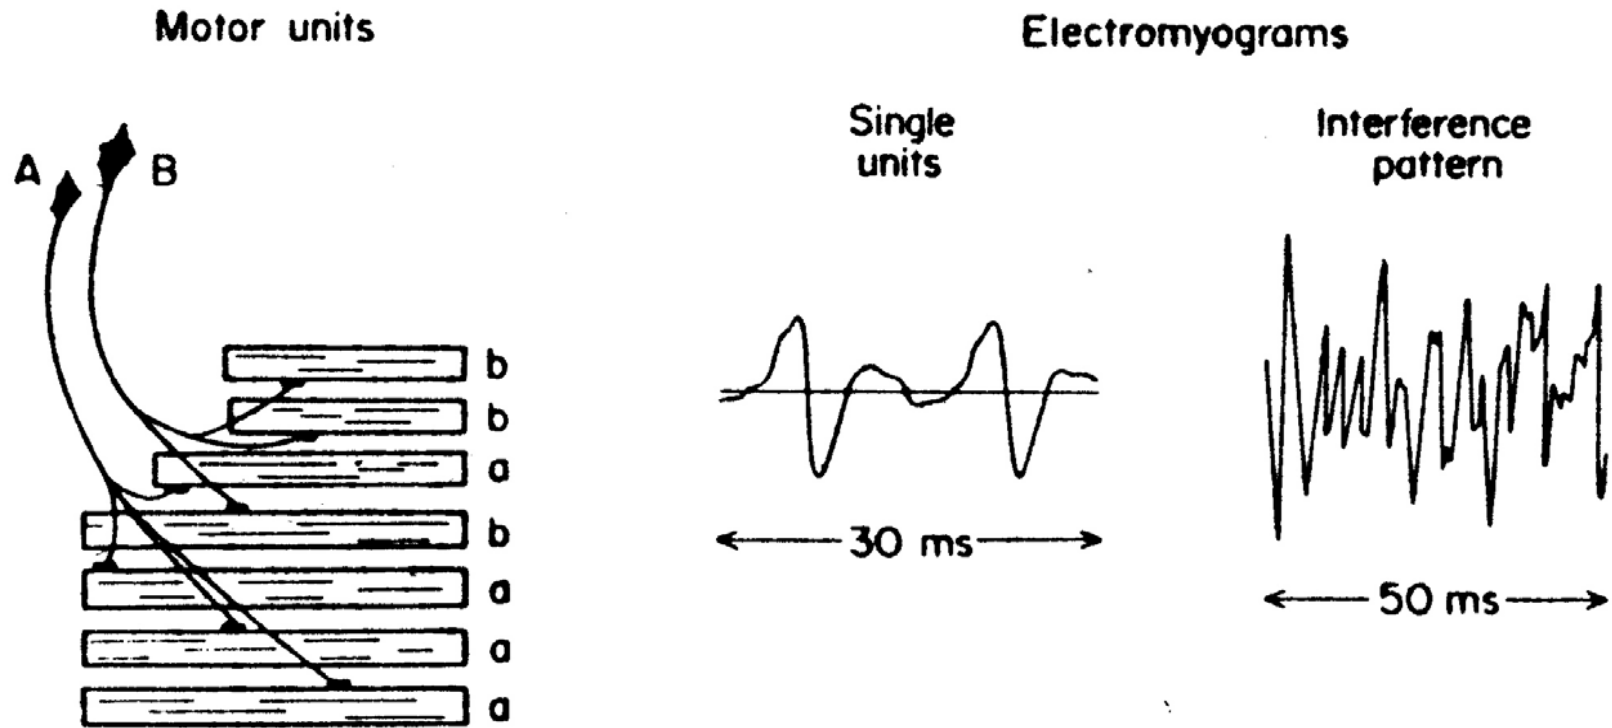 Motor units
A
B
b
b
a
b
a
a
a
Electromyograms
Single
units
30 ms
Interference
pattern
50 ms